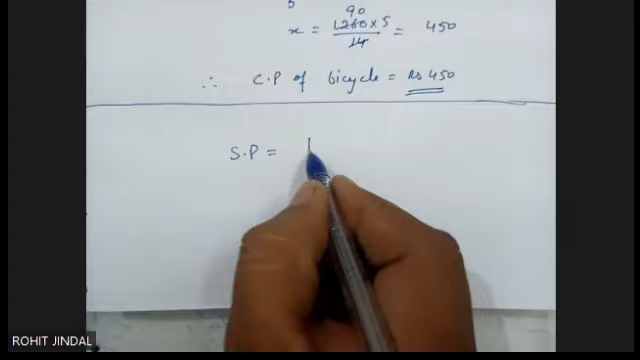 90
x = 1260 x 5 / 14 = 450
∴ C.P of bicycle = Rs 450
S.P =
ROHIT JINDAL